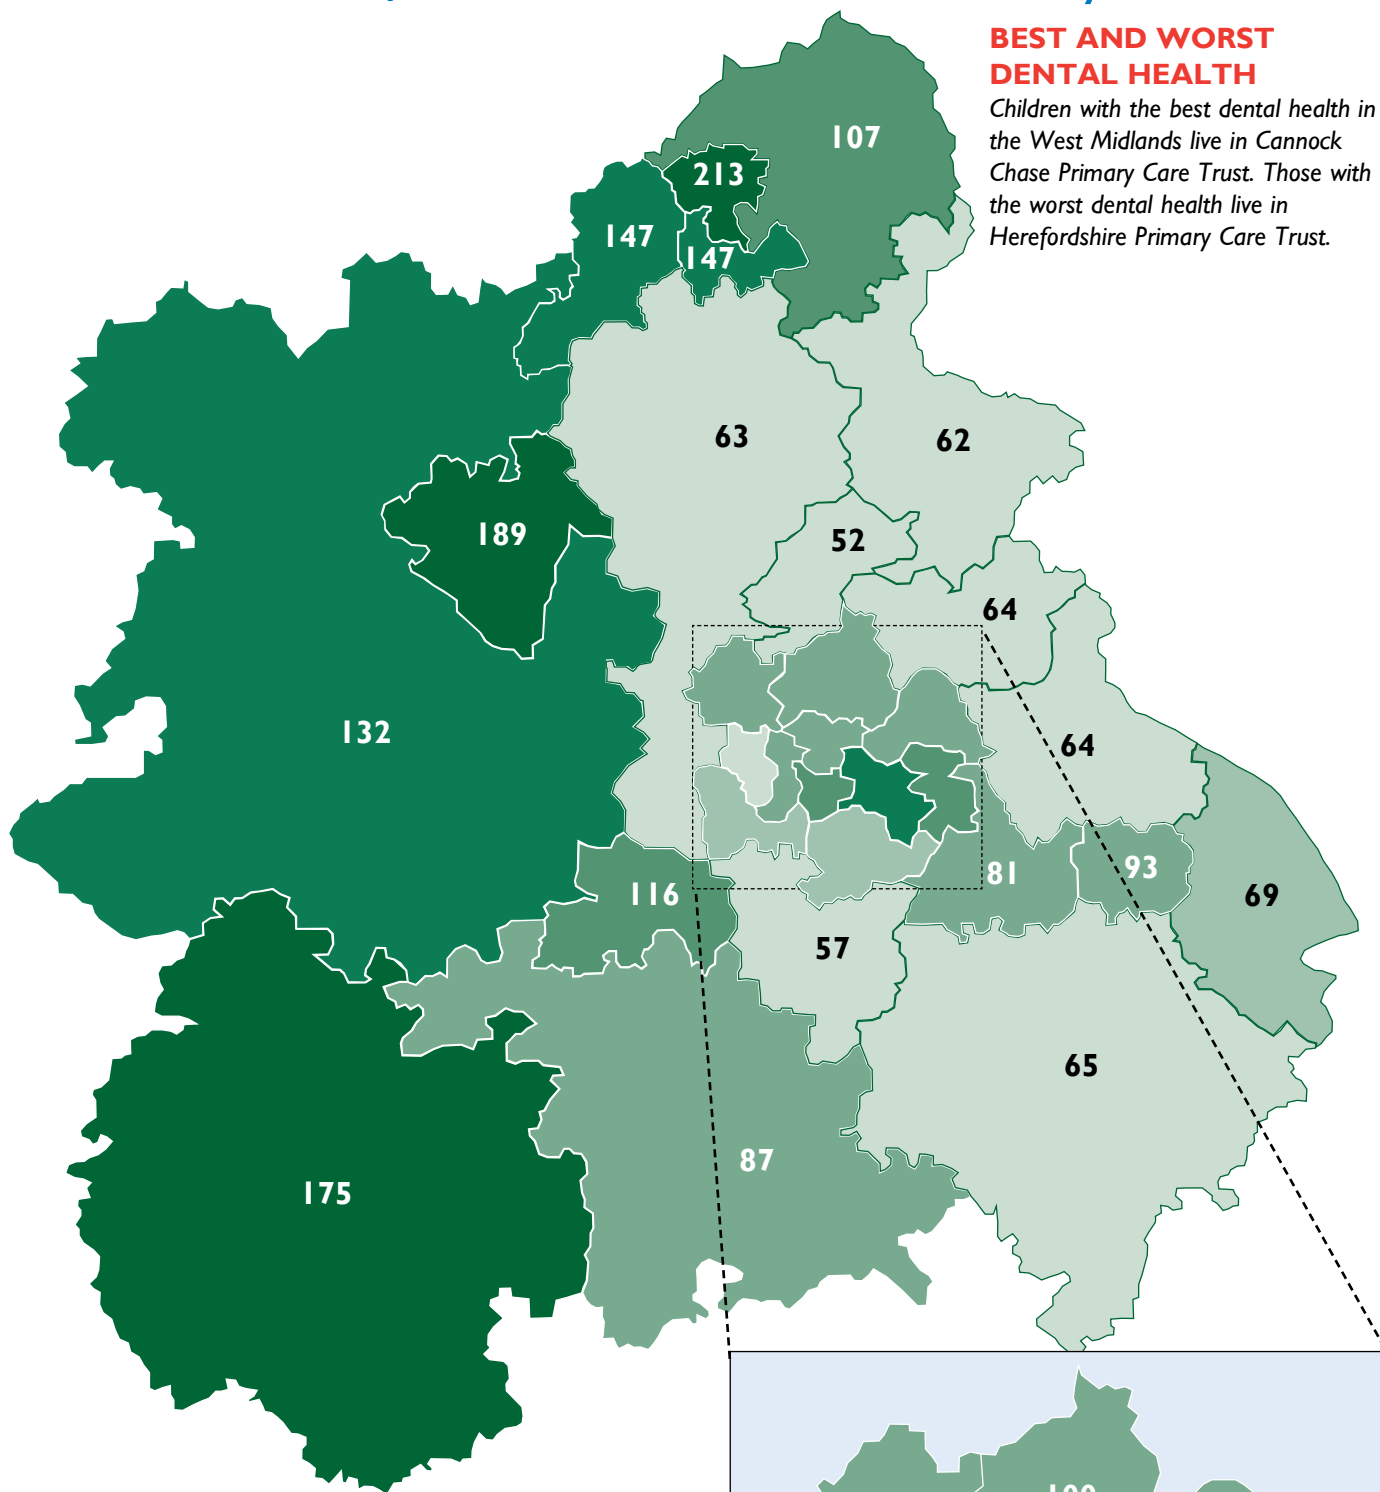 BEST AND WORST
DENTAL HEALTH
Children with the best dental health in
the West Midlands live in Cannock
Chase Primary Care Trust. Those with
the worst dental health live in
Herefordshire Primary Care Trust.
107
213
147
147
63
62
189
52
64
132
64
81
93
116
69
57
65
87
175